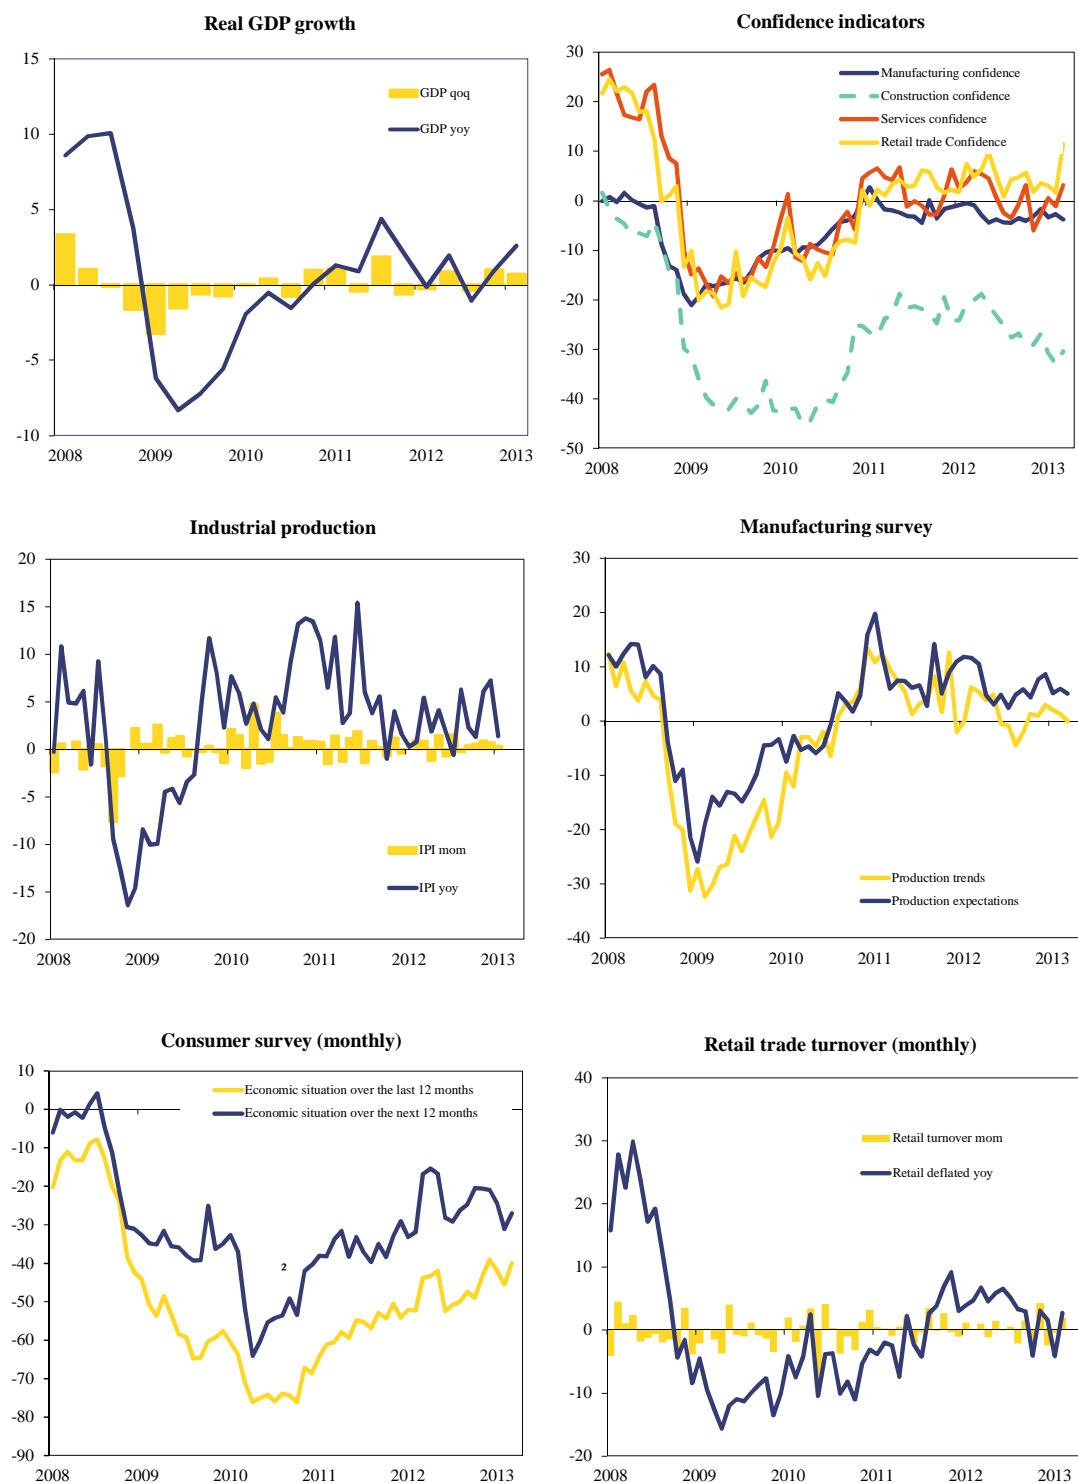 Real GDP growth
15
10
5
0
-5
-10
2008 2009 2010 2011 2012 2013
GDP qoq
GDP yoy
Confidence indicators
30
20
10
0
-10
-20
-30
-40
-50
2008 2009 2010 2011 2012 2013
Manufacturing confidence
Construction confidence
Services confidence
Retail trade Confidence
Industrial production
20
15
10
5
0
-5
-10
-15
-20
2008 2009 2010 2011 2012 2013
IPI mom
IPI yoy
Manufacturing survey
30
20
10
0
-10
-20
-30
-40
2008 2009 2010 2011 2012 2013
Production trends
Production expectations
Consumer survey (monthly)
10
0
-10
-20
-30
-40
-50
-60
-70
-80
-90
2008 2009 2010 2011 2012 2013
Economic situation over the last 12 months
Economic situation over the next 12 months
2
Retail trade turnover (monthly)
40
30
20
10
0
-10
-20
2008 2009 2010 2011 2012 2013
Retail turnover mom
Retail deflated yoy